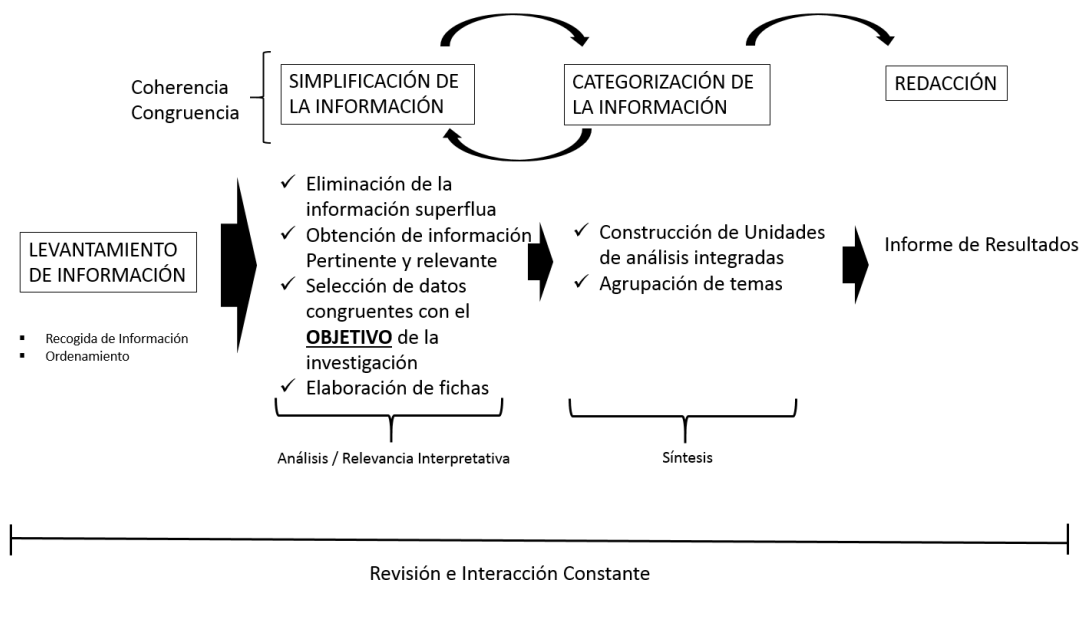 Coherencia
Congruencia
SIMPLIFICACIÓN DE
LA INFORMACIÓN
CATEGORIZACIÓN DE
LA INFORMACIÓN
REDACCIÓN
LEVANTAMIENTO
DE INFORMACIÓN
▪ Recogida de Información
▪ Ordenamiento
✓ Eliminación de la
información superflua
✓ Obtención de información
Pertinente y relevante
✓ Selección de datos
congruentes con el
OBJETIVO de la
investigación
✓ Elaboración de fichas
✓ Construcción de Unidades
de análisis integradas
✓ Agrupación de temas
Informe de Resultados
Análisis / Relevancia Interpretativa
Síntesis
Revisión e Interacción Constante